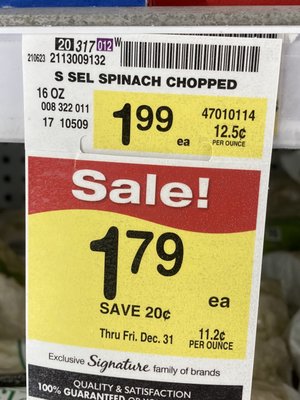 20 317 012 W
210623 2113009132
S SEL SPINACH CHOPPED
16 OZ
008 322 011
17 10509
1.99 ea
47010114
12.5¢
PER OUNCE
Sale!
1.79 ea
SAVE 20¢
Thru Fri. Dec. 31
11.2¢
PER OUNCE
Exclusive Signature family of brands
QUALITY & SATISFACTION
100% GUARANTEED